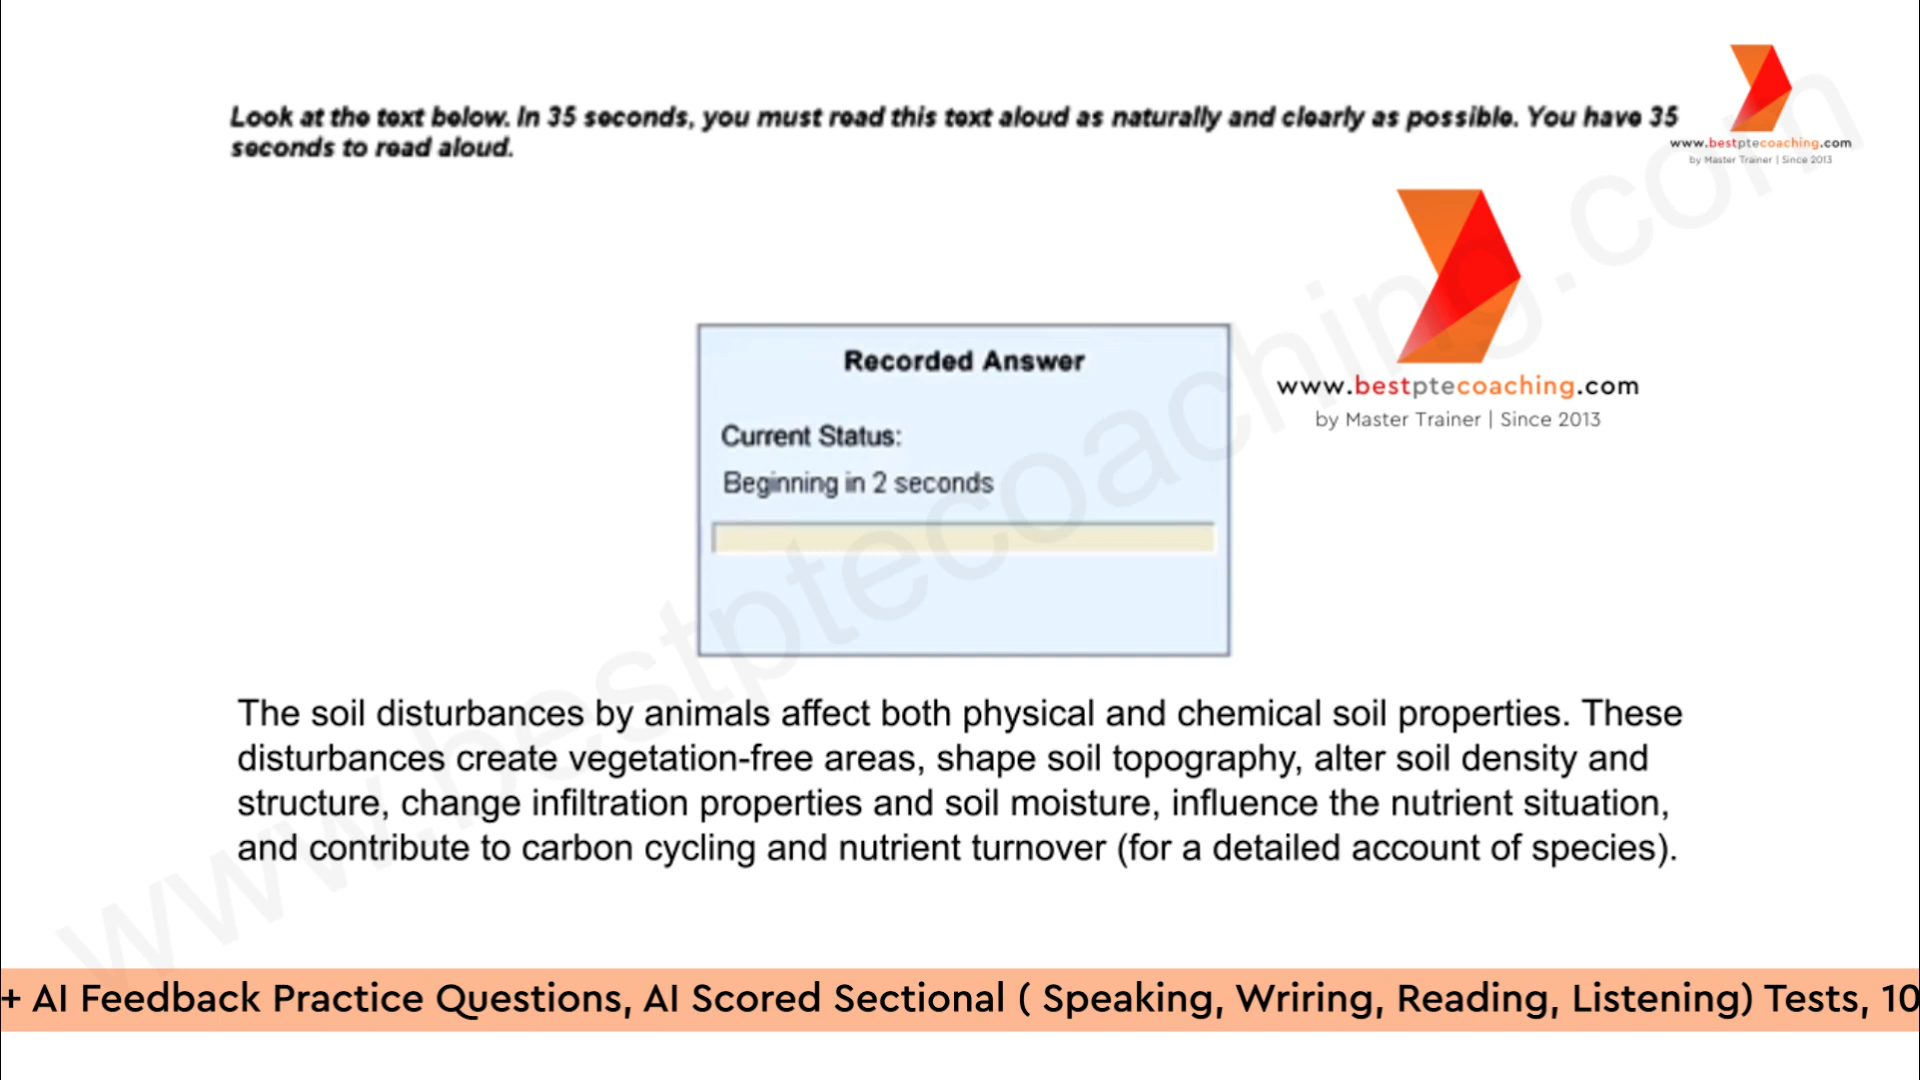 Look at the text below. In 35 seconds, you must read this text aloud as naturally and clearly as possible. You have 35
seconds to read aloud.
www.bestptecoaching.com
by Master Trainer | Since 2013
www.bestptecoaching.com
by Master Trainer | Since 2013
Recorded Answer
Current Status:
Beginning in 2 seconds
www.bestptecoaching.com
The soil disturbances by animals affect both physical and chemical soil properties. These
disturbances create vegetation-free areas, shape soil topography, alter soil density and
structure, change infiltration properties and soil moisture, influence the nutrient situation,
and contribute to carbon cycling and nutrient turnover (for a detailed account of species).
+ AI Feedback Practice Questions, AI Scored Sectional ( Speaking, Wriring, Reading, Listening) Tests, 10